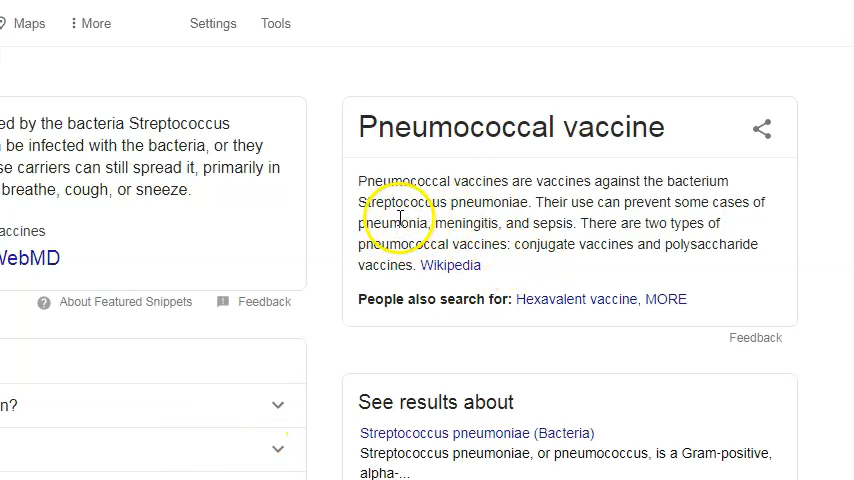 Maps More Settings Tools
ed by the bacteria Streptococcus
be infected with the bacteria, or they
se carriers can still spread it, primarily in
breathe, cough, or sneeze.
accines
WebMD
About Featured Snippets Feedback
n?
Pneumococcal vaccine
Pneumococcal vaccines are vaccines against the bacterium
Streptococcus pneumoniae. Their use can prevent some cases of
pneumonia, meningitis, and sepsis. There are two types of
pneumococcal vaccines: conjugate vaccines and polysaccharide
vaccines. Wikipedia
People also search for: Hexavalent vaccine, MORE
Feedback
See results about
Streptococcus pneumoniae (Bacteria)
Streptococcus pneumoniae, or pneumococcus, is a Gram-positive,
alpha-...